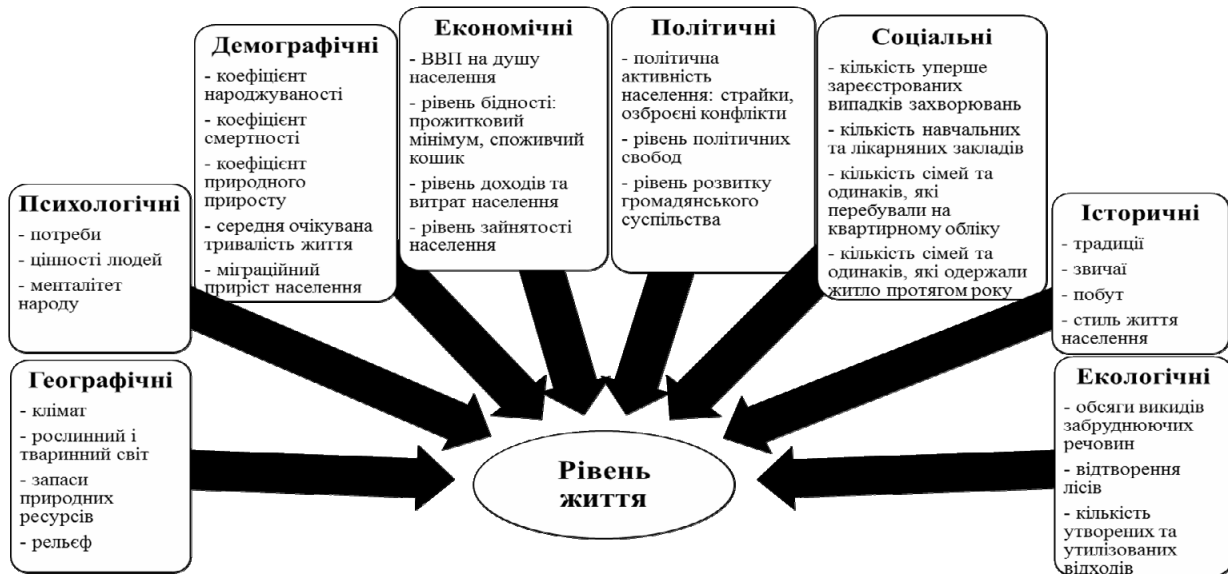 Географічні
- клімат
- рослинний і
тваринний світ
- запаси
природних
ресурсів
- рельєф
Психологічні
- потреби
- цінності людей
- менталітет
народу
Демографічні
- коефіцієнт
народжуваності
- коефіцієнт
смертності
- коефіцієнт
природного
приросту
- середня очікувана
тривалість життя
- міграційний
приріст населення
Економічні
- ВВП на душу
населення
- рівень бідності:
прожитковий
мінімум, споживчий
кошик
- рівень доходів та
витрат населення
- рівень зайнятості
населення
Політичні
- політична
активність
населення: страйки,
озброєні конфлікти
- рівень політичних
свобод
- рівень розвитку
громадянського
суспільства
Соціальні
- кількість уперше
зареєстрованих
випадків захворювань
- кількість навчальних
та лікарняних закладів
- кількість сімей та
одинаків, які
перебували на
квартирному обліку
- кількість сімей та
одинаків, які одержали
житло протягом року
Історичні
- традиції
- звичаї
- побут
- стиль життя
населення
Екологічні
- обсяги викидів
забруднюючих
речовин
- відтворення
лісів
- кількість
утворених та
утилізованих
відходів
Рівень
життя